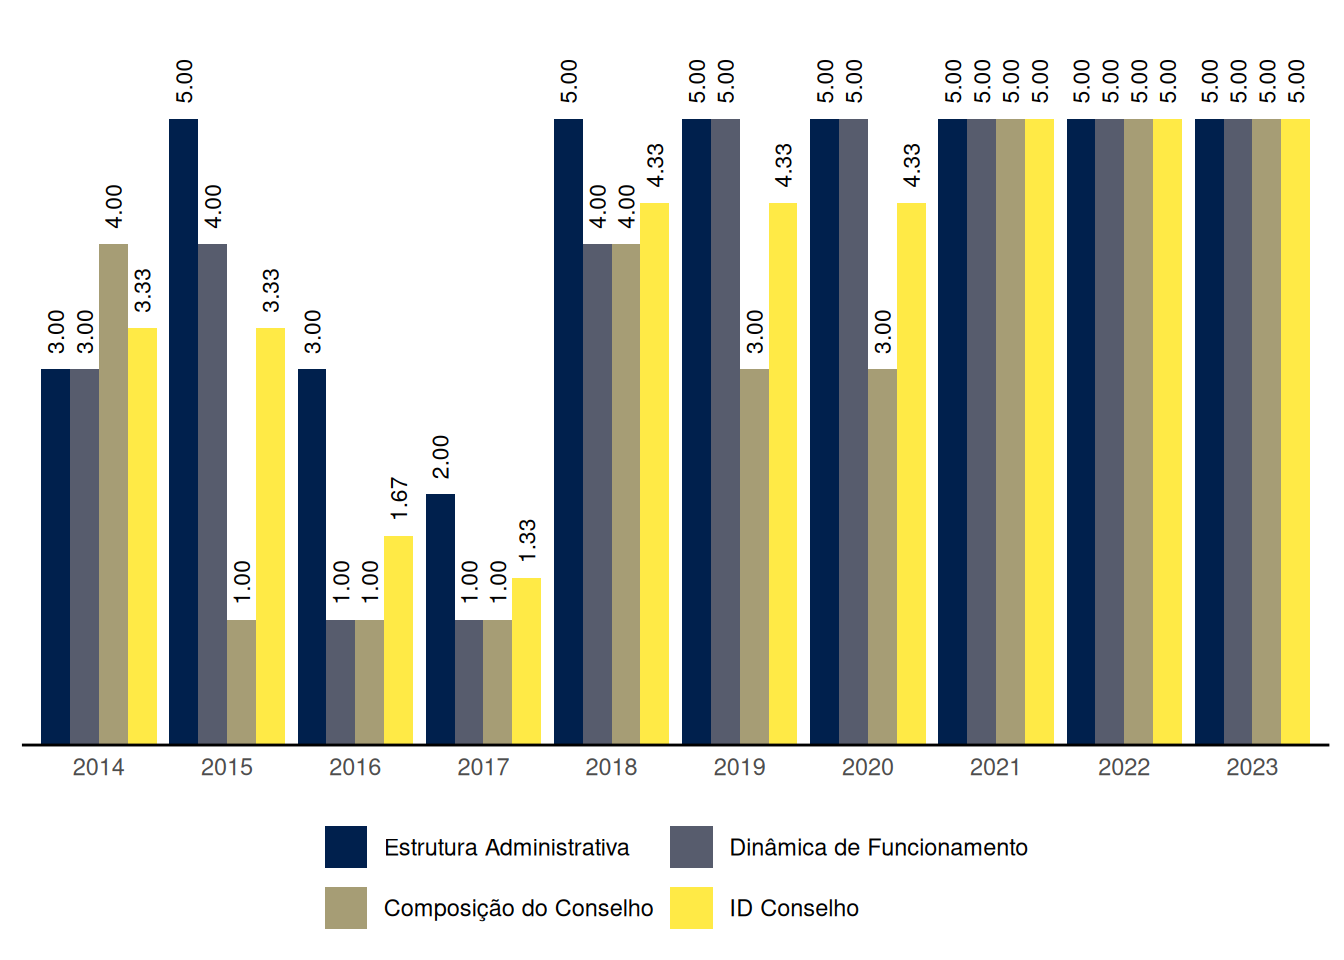 3.00 3.00 4.00 3.33 5.00 4.00 1.00 3.33 3.00 1.00 1.00 1.67 2.00 1.00 1.00 1.33 5.00 4.00 4.00 4.33 5.00 5.00 3.00 4.33 5.00 5.00 3.00 4.33 5.00 5.00 5.00 5.00 5.00 5.00 5.00 5.00 5.00 5.00 5.00 5.00
2014 2015 2016 2017 2018 2019 2020 2021 2022 2023
Estrutura Administrativa Dinâmica de Funcionamento
Composição do Conselho ID Conselho